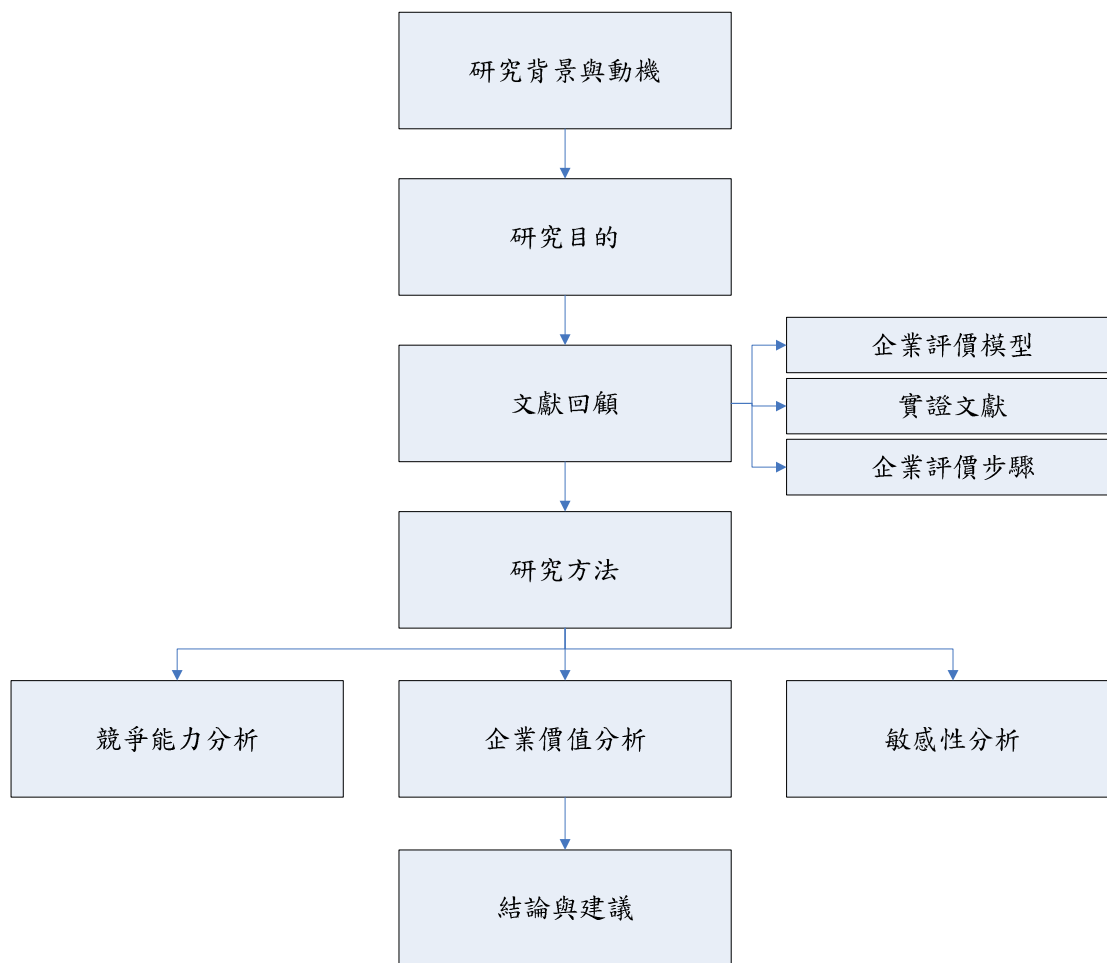 研究背景與動機
研究目的
文獻回顧
企業評價模型
實證文獻
企業評價步驟
研究方法
競爭能力分析
企業價值分析
敏感性分析
結論與建議